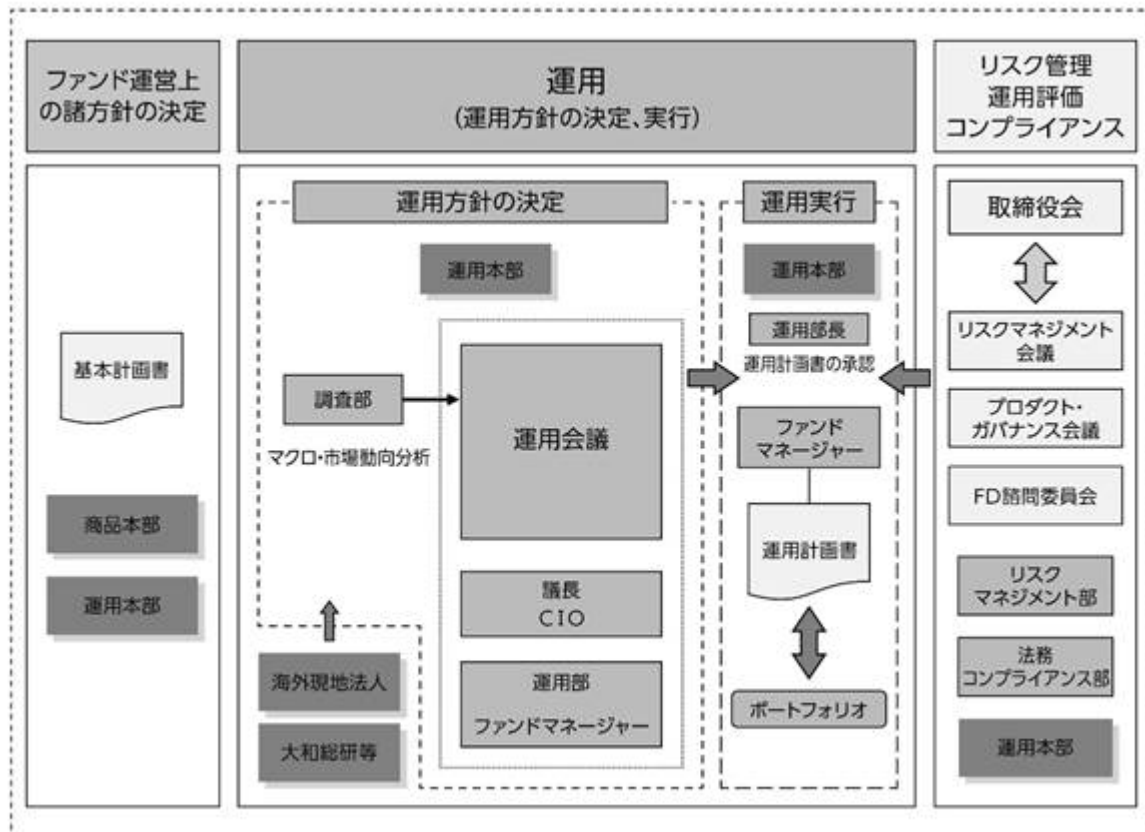 ファンド運営上
の諸方針の決定
運用
(運用方針の決定、実行)
リスク管理
運用評価
コンプライアンス
基本計画書
商品本部
運用本部
運用方針の決定
運用本部
調査部
マクロ・市場動向分析
運用会議
議長
CIO
運用部
ファンドマネージャー
海外現地法人
大和総研等
運用実行
運用本部
運用部長
運用計画書の承認
ファンド
マネージャー
運用計画書
ポートフォリオ
取締役会
リスクマネジメント
会議
プロダクト・
ガバナンス会議
FD諮問委員会
リスク
マネジメント部
法務
コンプライアンス部
運用本部